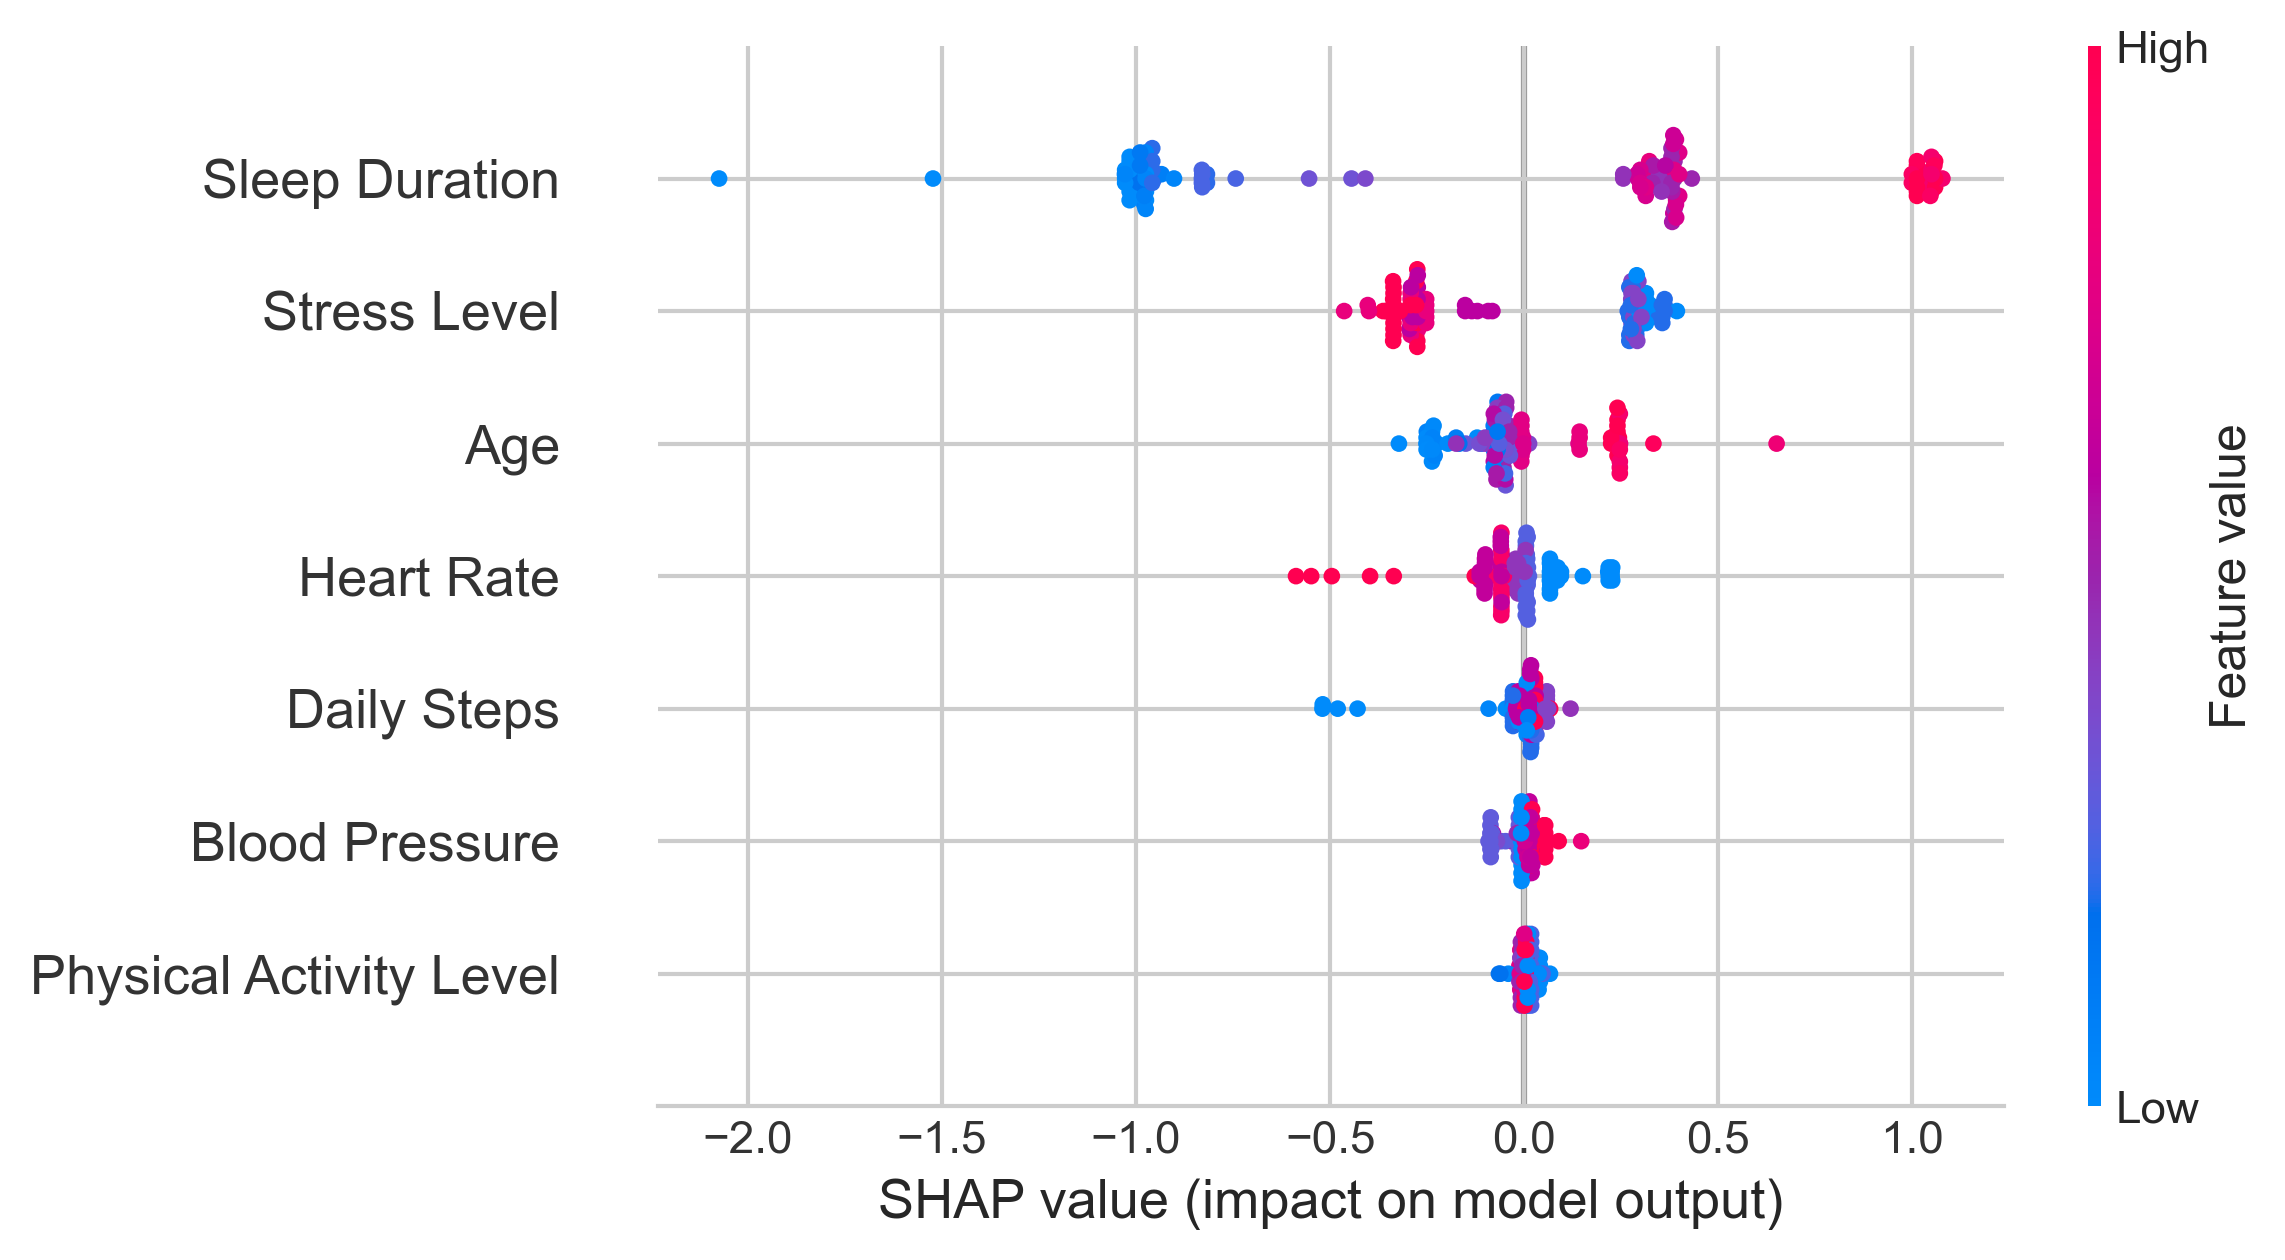 High
Sleep Duration
Stress Level
Age
Heart Rate
Daily Steps
Blood Pressure
Physical Activity Level
Feature value
Low
−2.0 −1.5 −1.0 −0.5 0.0 0.5 1.0
SHAP value (impact on model output)